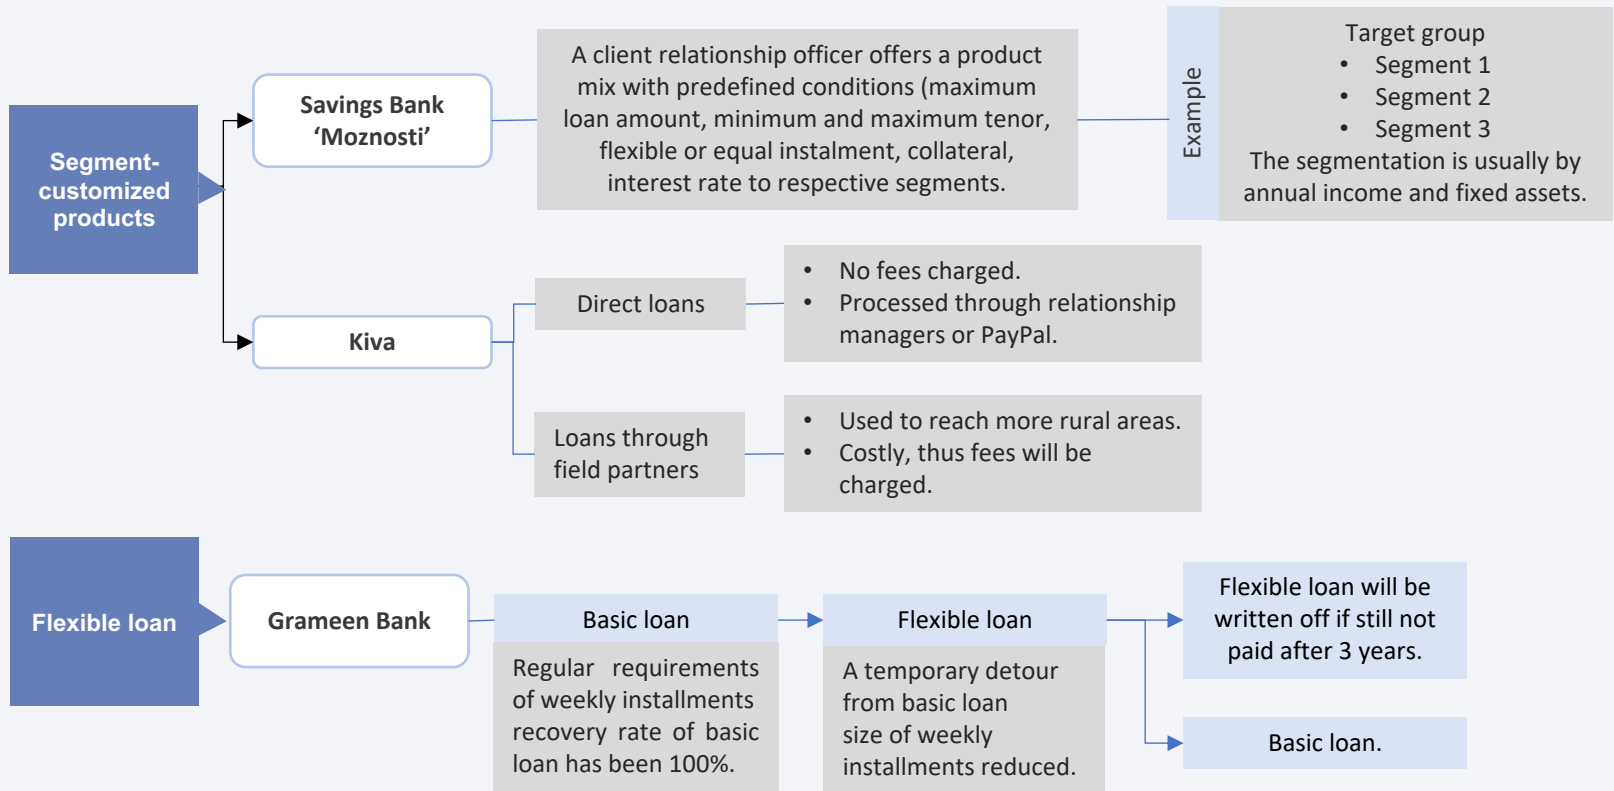 Segment-
customized
products
Savings Bank
‘Moznosti’
A client relationship officer offers a product
mix with predefined conditions (maximum
loan amount, minimum and maximum tenor,
flexible or equal instalment, collateral,
interest rate to respective segments.
Example
Target group
• Segment 1
• Segment 2
• Segment 3
The segmentation is usually by
annual income and fixed assets.
Kiva
Direct loans
• No fees charged.
• Processed through relationship
managers or PayPal.
Loans through
field partners
• Used to reach more rural areas.
• Costly, thus fees will be
charged.
Flexible loan
Grameen Bank
Basic loan
Regular requirements
of weekly installments
recovery rate of basic
loan has been 100%.
Flexible loan
A temporary detour
from basic loan
size of weekly
installments reduced.
Flexible loan will be
written off if still not
paid after 3 years.
Basic loan.